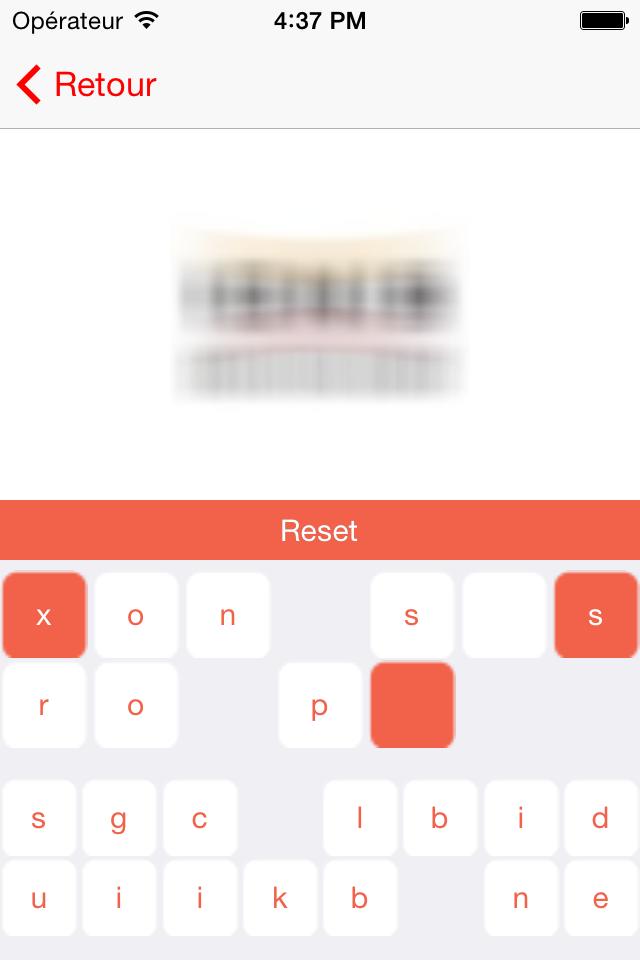 Opérateur 4:37 PM
Retour
Reset
x o n s s
r o p
s g c l b i d
u i i k b n e